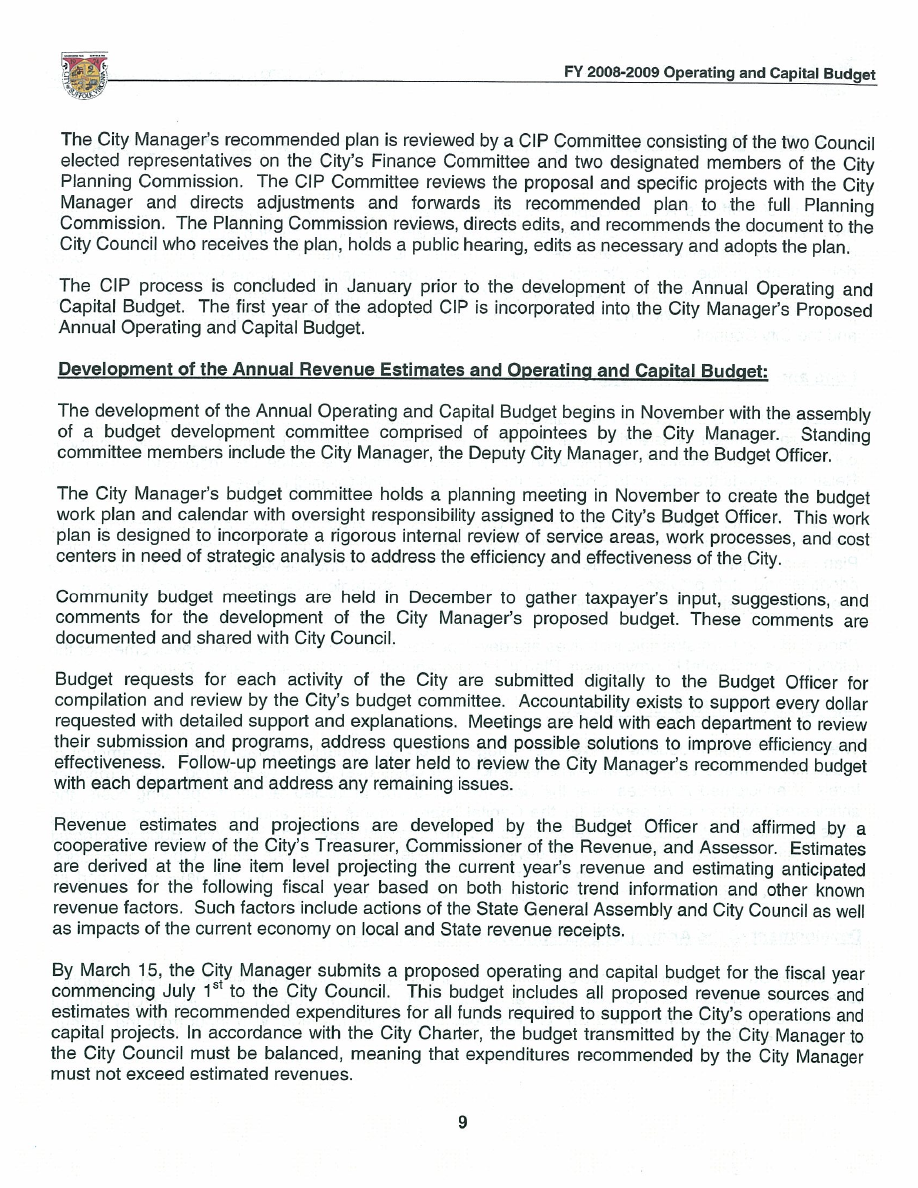 FY 2008-2009 Operating and Capital Budget
The City Manager's recommended plan is reviewed by a CIP Committee consisting of the two Council
elected representatives on the City's Finance Committee and two designated members of the City
Planning Commission. The CIP Committee reviews the proposal and specific projects with the City
Manager and directs adjustments and forwards its recommended plan to the full Planning
Commission. The Planning Commission reviews, directs edits, and recommends the document to the
City Council who receives the plan, holds a public hearing, edits as necessary and adopts the plan.
The CIP process is concluded in January prior to the development of the Annual Operating and
Capital Budget. The first year of the adopted CIP is incorporated into the City Manager's Proposed
Annual Operating and Capital Budget.
Development of the Annual Revenue Estimates and Operating and Capital Budget:
The development of the Annual Operating and Capital Budget begins in November with the assembly
of a budget development committee comprised of appointees by the City Manager. Standing
committee members include the City Manager, the Deputy City Manager, and the Budget Officer.
The City Manager's budget committee holds a planning meeting in November to create the budget
work plan and calendar with oversight responsibility assigned to the City's Budget Officer. This work
plan is designed to incorporate a rigorous internal review of service areas, work processes, and cost
centers in need of strategic analysis to address the efficiency and effectiveness of the City.
Community budget meetings are held in December to gather taxpayer's input, suggestions, and
comments for the development of the City Manager's proposed budget. These comments are
documented and shared with City Council.
Budget requests for each activity of the City are submitted digitally to the Budget Officer for
compilation and review by the City's budget committee. Accountability exists to support every dollar
requested with detailed support and explanations. Meetings are held with each department to review
their submission and programs, address questions and possible solutions to improve efficiency and
effectiveness. Follow-up meetings are later held to review the City Manager's recommended budget
with each department and address any remaining issues.
Revenue estimates and projections are developed by the Budget Officer and affirmed by a
cooperative review of the City's Treasurer, Commissioner of the Revenue, and Assessor. Estimates
are derived at the line item level projecting the current year's revenue and estimating anticipated
revenues for the following fiscal year based on both historic trend information and other known
revenue factors. Such factors include actions of the State General Assembly and City Council as well
as impacts of the current economy on local and State revenue receipts.
By March 15, the City Manager submits a proposed operating and capital budget for the fiscal year
commencing July 1st to the City Council. This budget includes all proposed revenue sources and
estimates with recommended expenditures for all funds required to support the City's operations and
capital projects. In accordance with the City Charter, the budget transmitted by the City Manager to
the City Council must be balanced, meaning that expenditures recommended by the City Manager
must not exceed estimated revenues.
9